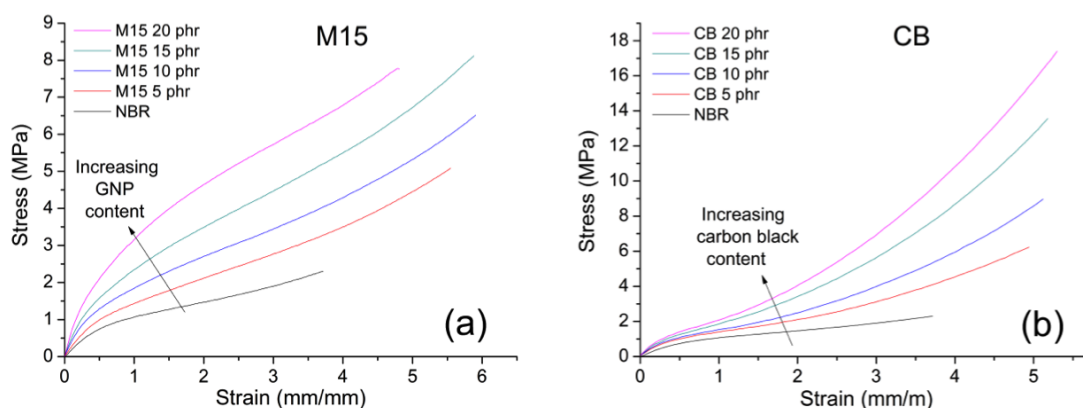 M15
M15 20 phr
M15 15 phr
M15 10 phr
M15 5 phr
NBR
Increasing
GNP
content
(a)
9
8
7
6
5
4
3
2
1
0
Stress (MPa)
0 1 2 3 4 5 6
Strain (mm/mm)
CB
CB 20 phr
CB 15 phr
CB 10 phr
CB 5 phr
NBR
Increasing
carbon black
content
(b)
18
16
14
12
10
8
6
4
2
0
Stress (MPa)
0 1 2 3 4 5
Strain (mm/m)